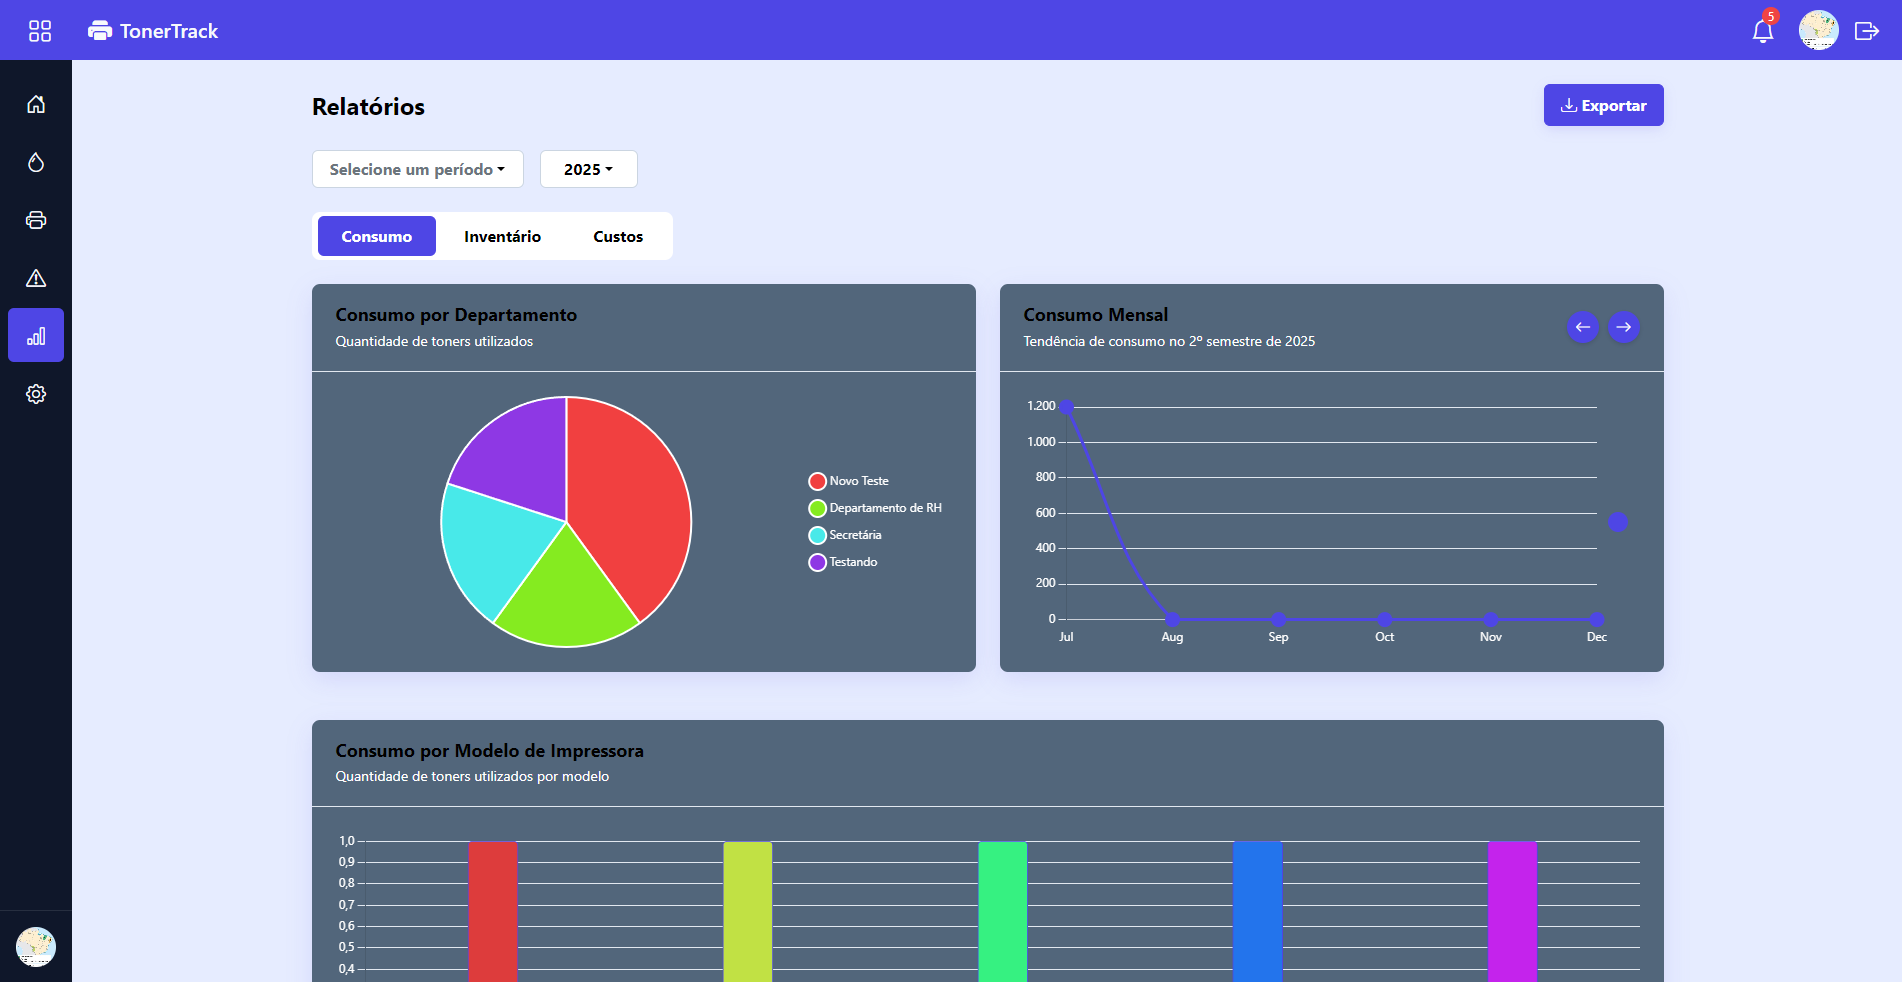 TonerTrack
5
Relatórios
Exportar
Selecione um período
2025
Consumo
Inventário
Custos
Consumo por Departamento
Quantidade de toners utilizados
Novo Teste
Departamento de RH
Secretária
Testando
Consumo Mensal
Tendência de consumo no 2º semestre de 2025
1.200
1.000
800
600
400
200
0
Jul Aug Sep Oct Nov Dec
Consumo por Modelo de Impressora
Quantidade de toners utilizados por modelo
1,0
0,9
0,8
0,7
0,6
0,5
0,4